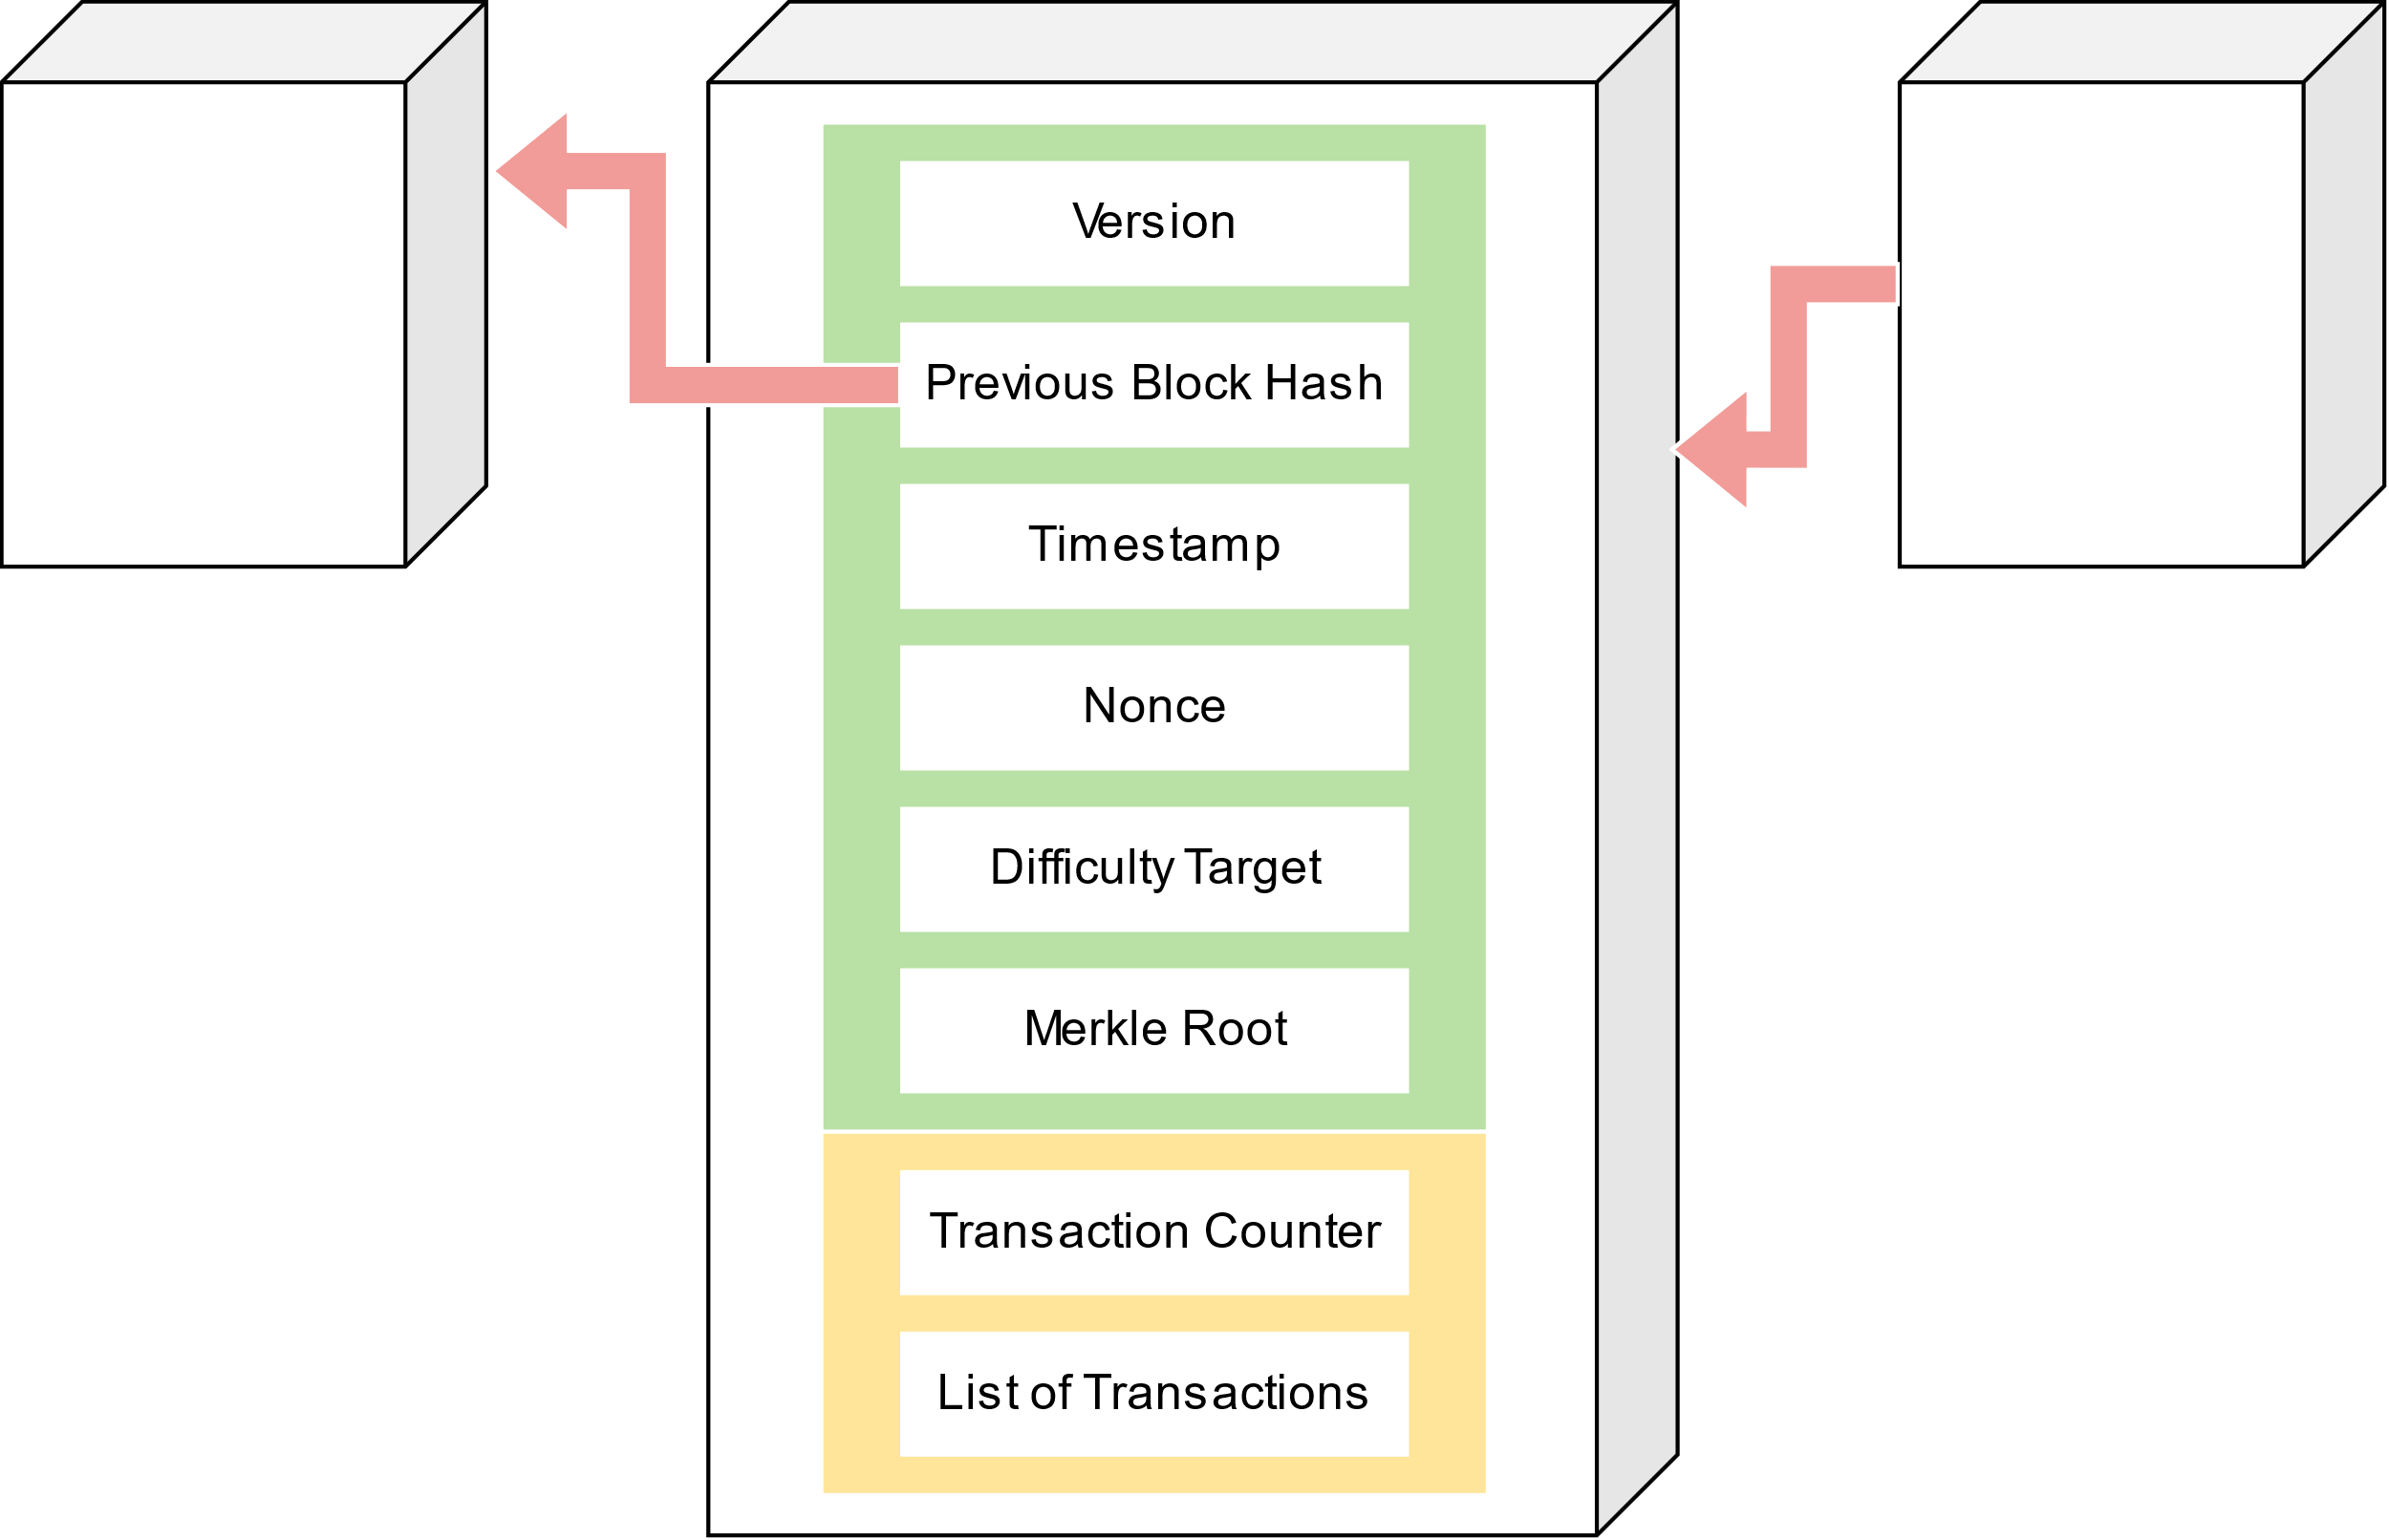 Version
Previous Block Hash
Timestamp
Nonce
Difficulty Target
Merkle Root
Transaction Counter
List of Transactions